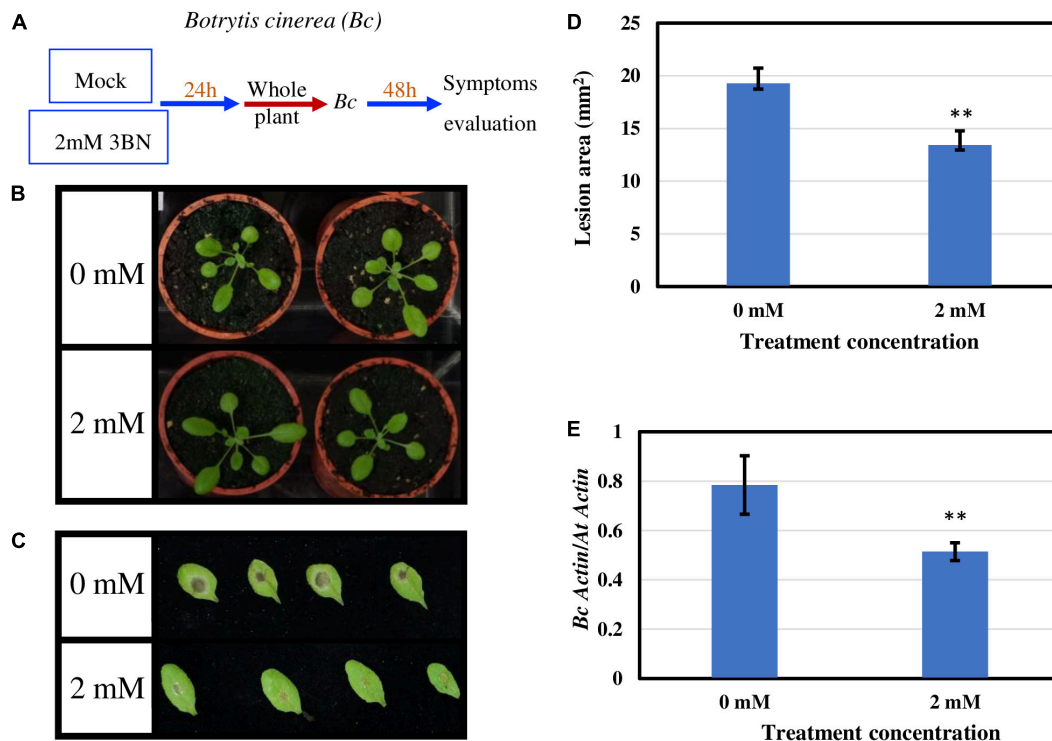 A
Botrytis cinerea (Bc)
Mock
2mM 3BN
24h
Whole
plant
Bc
48h
Symptoms
evaluation
B
0 mM
2 mM
C
0 mM
2 mM
D
25
20
15
10
5
0
Lesion area (mm²)
**
0 mM
2 mM
Treatment concentration
E
1
0.8
0.6
0.4
0.2
0
Bc Actin/At Actin
**
0 mM
2 mM
Treatment concentration